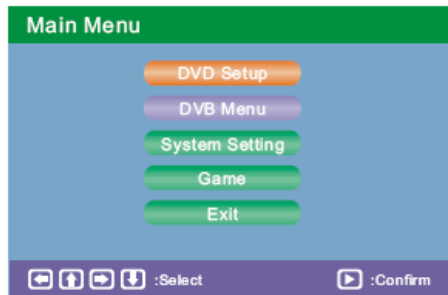 Main Menu
DVD Setup
DVB Menu
System Setting
Game
Exit
:Select :Confirm